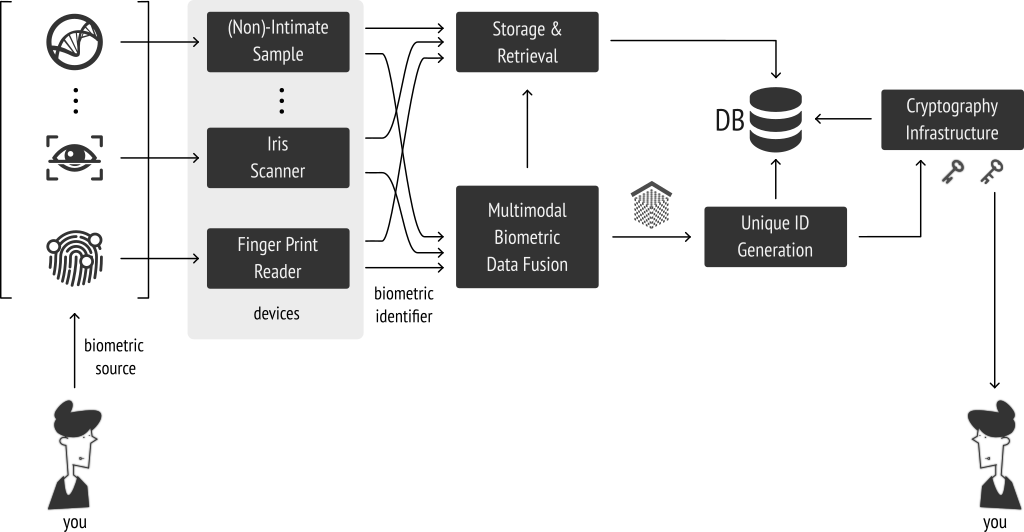 (Non)-Intimate
Sample
Iris
Scanner
Finger Print
Reader
devices
biometric
source
you
biometric
identifier
Storage &
Retrieval
Multimodal
Biometric
Data Fusion
DB
Unique ID
Generation
Cryptography
Infrastructure
you